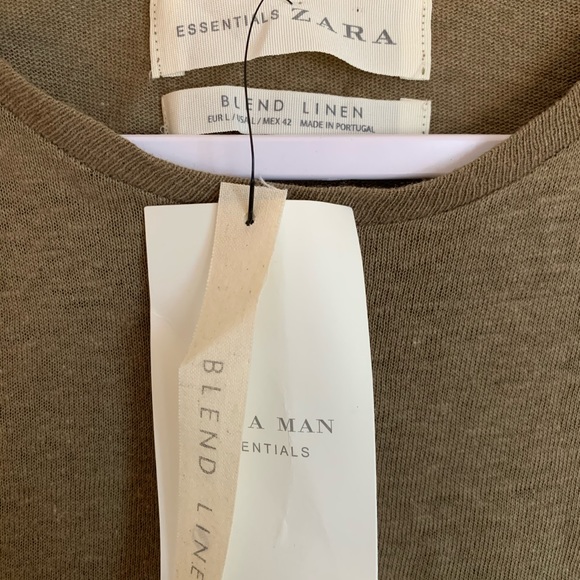 ESSENTIALS ZARA
BLEND LINEN
EUR L / USA L / MEX 42 MADE IN PORTUGAL
A MAN
ENTIALS
BLEND LINE